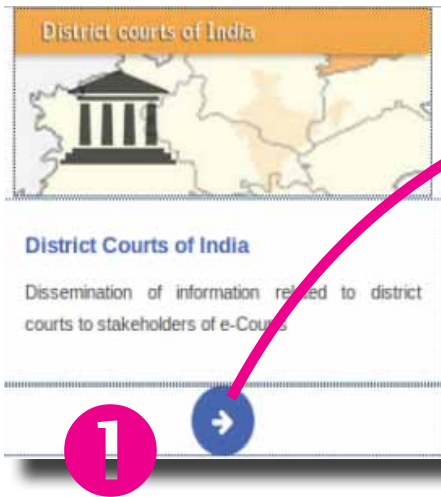 District courts of India
District Courts of India
Dissemination of information related to district
courts to stakeholders of e-Courts
1